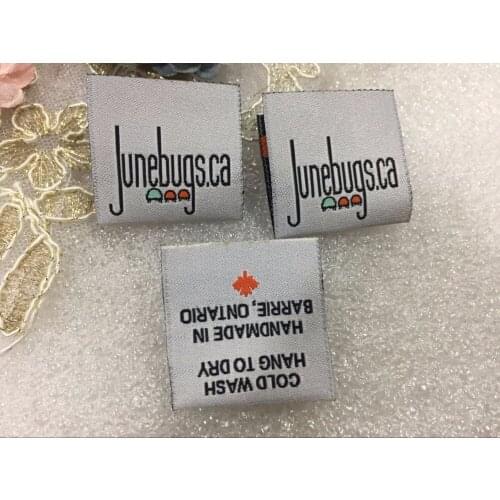 Junebugs.ca
Junebugs.ca
COLD WASH
HANG TO DRY
HANDMADE IN
BARRIE, ONTARIO